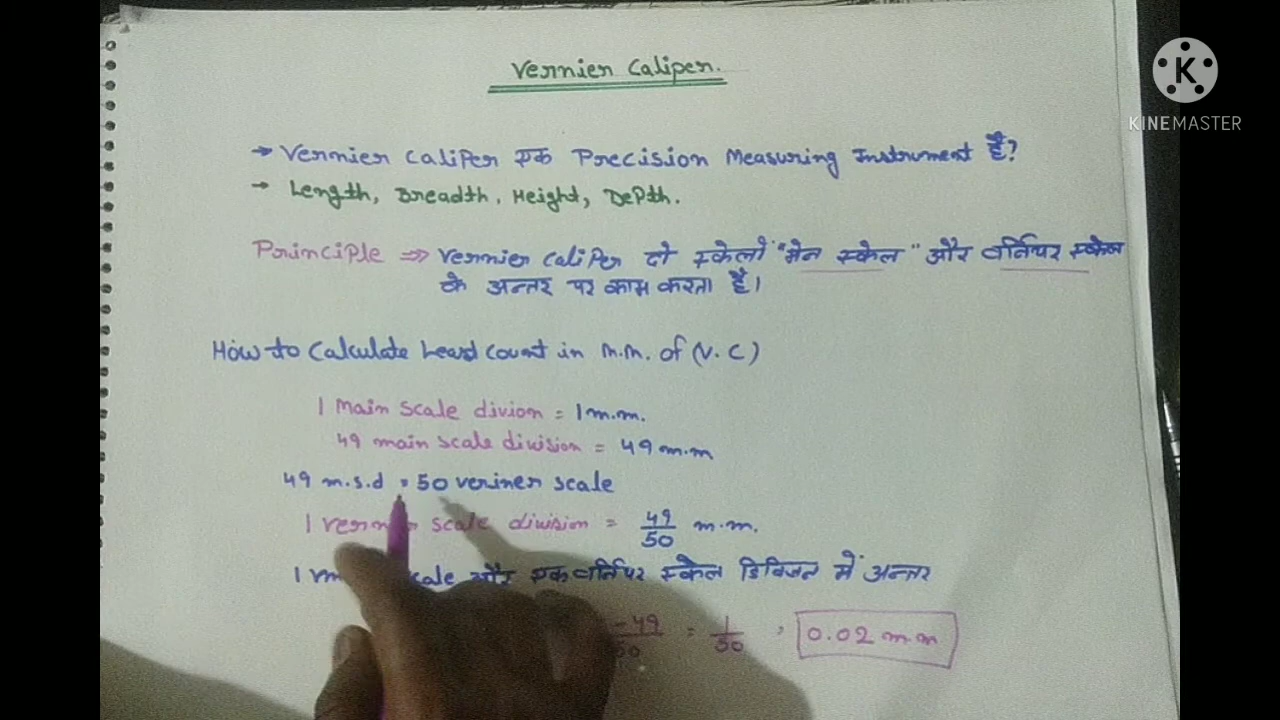 Vernier Caliper.
K
KINEMASTER
→ Vernier Caliper एक Precision Measuring Instrument हैं?
→ Length, Breadth, Height, Depth.
Principle ⇒ Vernier Caliper दो स्केलों "मेन स्केल" और वर्नियर स्केल
के अन्तर पर काम करता है।
How to Calculate Least Count in m.m. of (V.C)
1 Main Scale divion = 1 m.m.
49 main scale division = 49 m.m
49 m.s.d = 50 veriner scale
1 scale division = 49/50 m.m.
1 और एक वर्नियर स्केल डिविजन में अन्तर
- 49 = 1/50 = 0.02 m.m